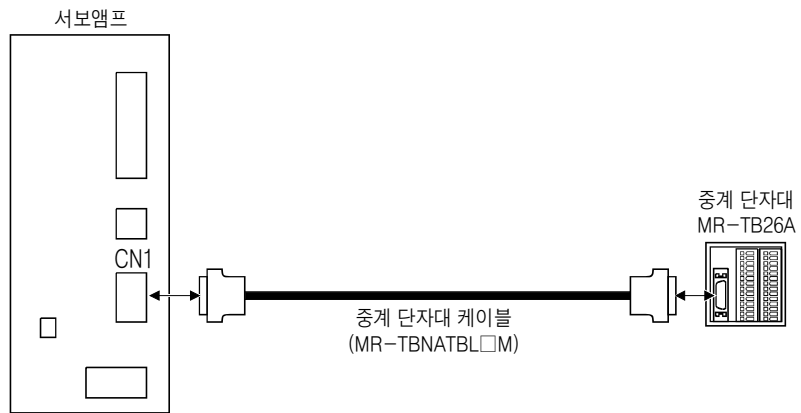 서보앰프
CN1
중계 단자대
MR-TB26A
중계 단자대 케이블
(MR-TBNATBL□M)